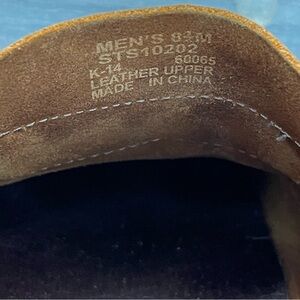 MEN'S 8½M
STS10202
K-14 60065
LEATHER UPPER
MADE IN CHINA